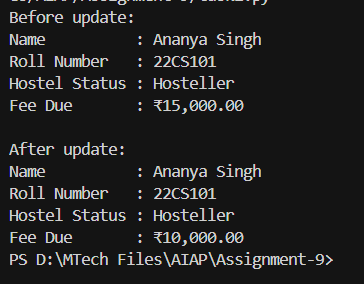 Before update:
Name          : Ananya Singh
Roll Number   : 22CS101
Hostel Status : Hosteller
Fee Due       : ₹15,000.00

After update:
Name          : Ananya Singh
Roll Number   : 22CS101
Hostel Status : Hosteller
Fee Due       : ₹10,000.00
PS D:\MTech Files\AIAP\Assignment-9>